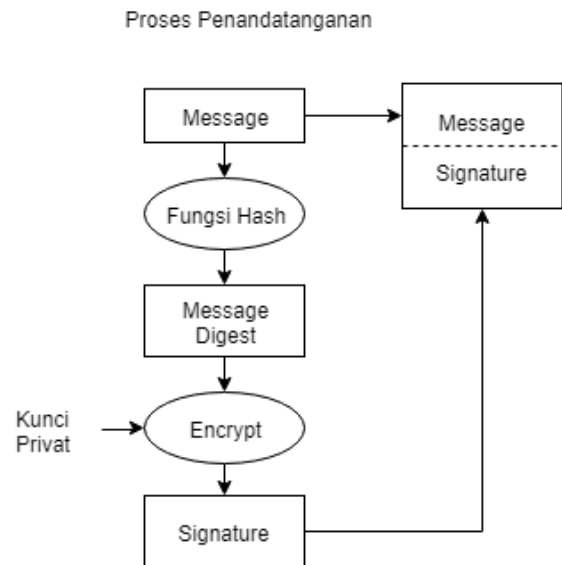 Proses Penandatanganan
Message
Message
Signature
Fungsi Hash
Message
Digest
Kunci
Privat
Encrypt
Signature